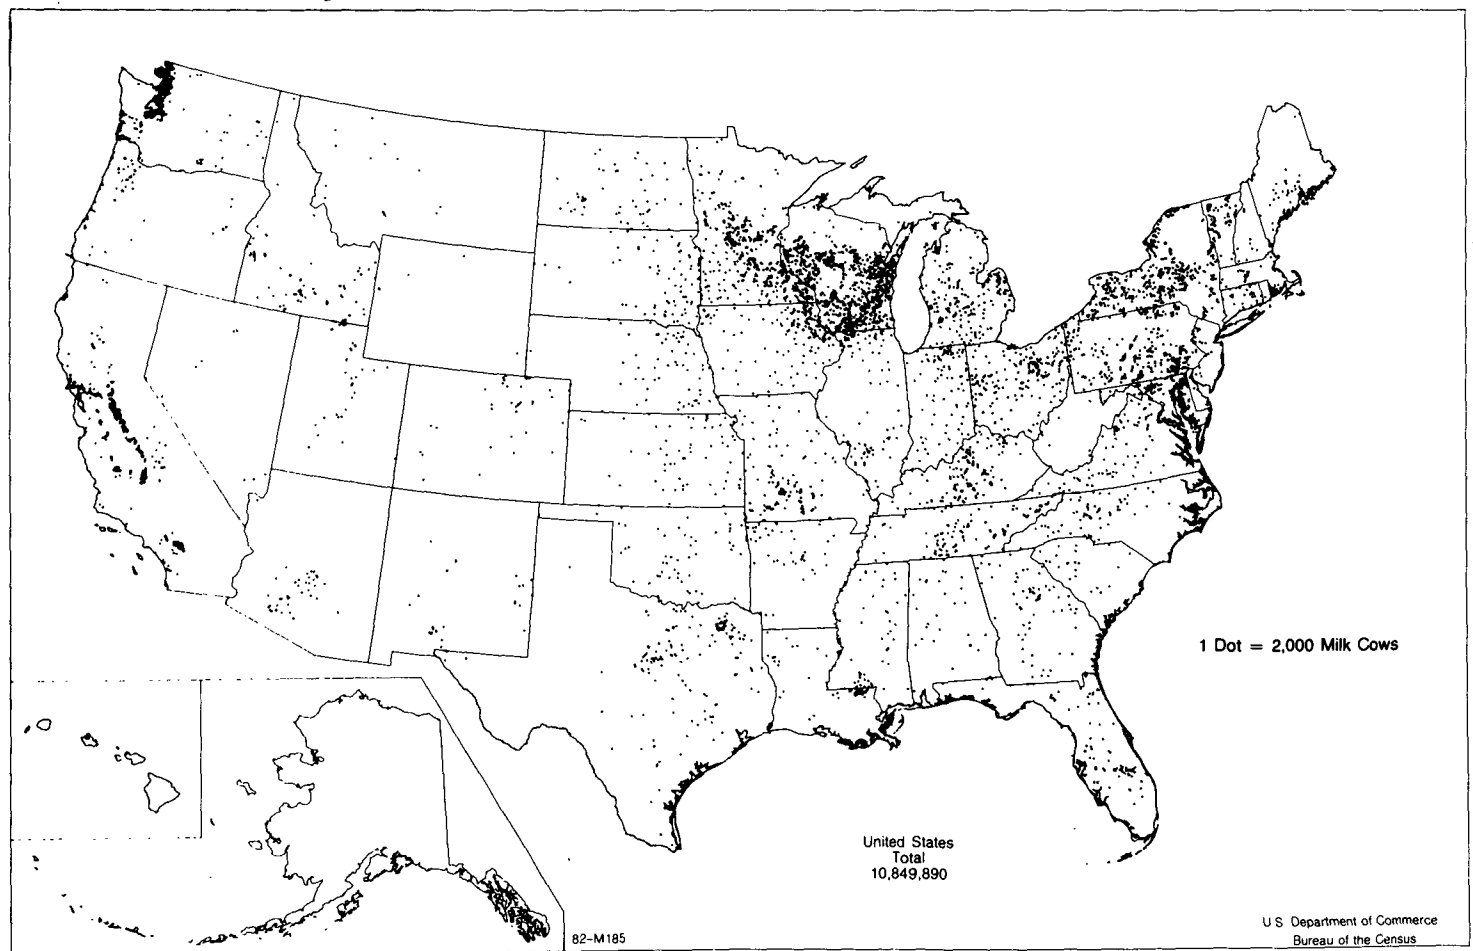 1 Dot = 2,000 Milk Cows
United States
Total
10,849,890
82-M185
U S Department of Commerce
Bureau of the Census